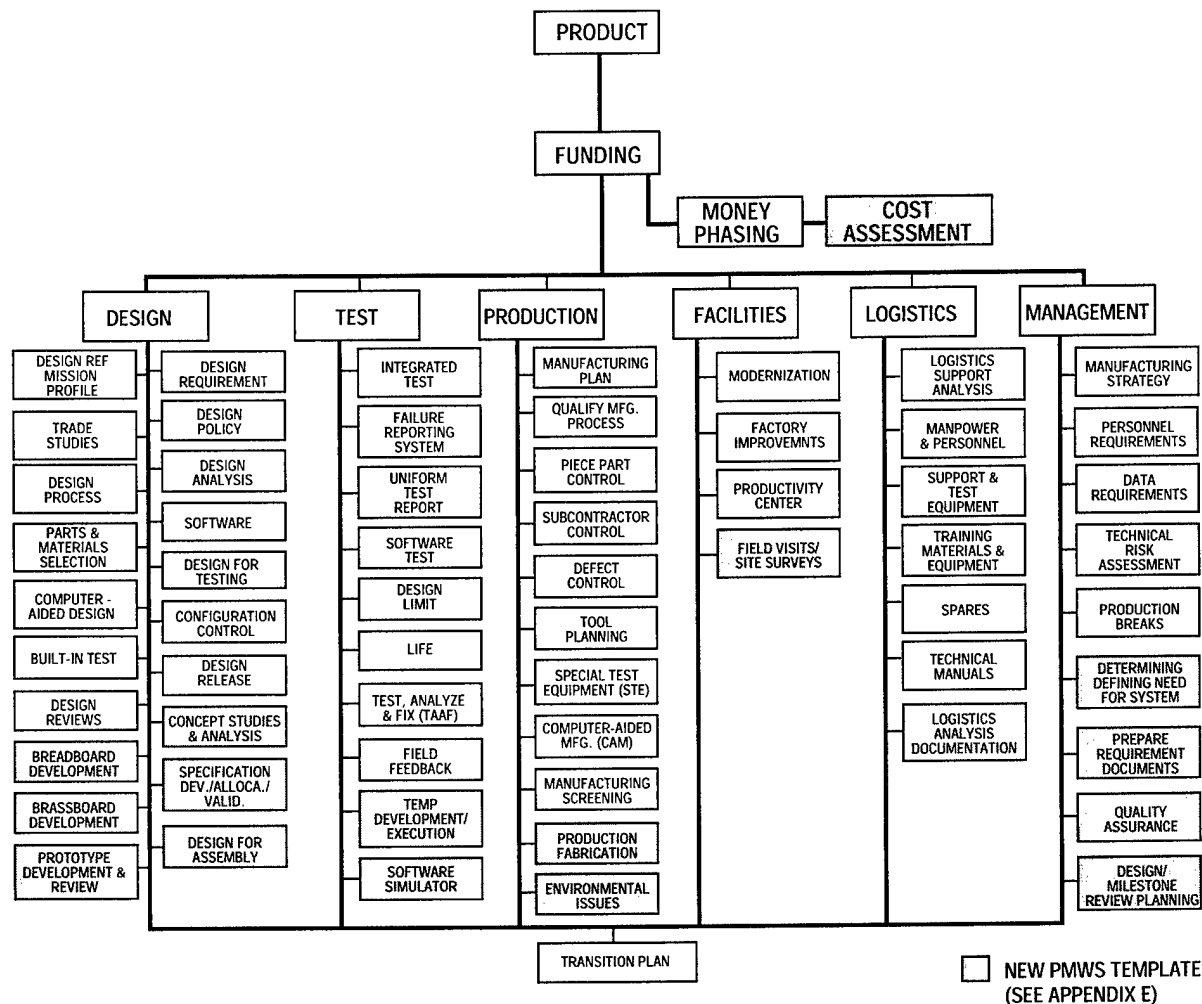 PRODUCT
FUNDING
MONEY
PHASING
COST
ASSESSMENT
DESIGN
TEST
PRODUCTION
FACILITIES
LOGISTICS
MANAGEMENT
DESIGN REF
MISSION
PROFILE
TRADE
STUDIES
DESIGN
PROCESS
PARTS &
MATERIALS
SELECTION
COMPUTER -
AIDED DESIGN
BUILT-IN TEST
DESIGN
REVIEWS
BREADBOARD
DEVELOPMENT
BRASSBOARD
DEVELOPMENT
PROTOTYPE
DEVELOPMENT &
REVIEW
DESIGN
REQUIREMENT
DESIGN
POLICY
DESIGN
ANALYSIS
SOFTWARE
DESIGN FOR
TESTING
CONFIGURATION
CONTROL
DESIGN
RELEASE
CONCEPT STUDIES
& ANALYSIS
SPECIFICATION
DEV./ALLOCA./
VALID.
DESIGN FOR
ASSEMBLY
INTEGRATED
TEST
FAILURE
REPORTING
SYSTEM
UNIFORM
TEST
REPORT
SOFTWARE
TEST
DESIGN
LIMIT
LIFE
TEST, ANALYZE
& FIX (TAAF)
FIELD
FEEDBACK
TEMP
DEVELOPMENT/
EXECUTION
SOFTWARE
SIMULATOR
MANUFACTURING
PLAN
QUALIFY MFG.
PROCESS
PIECE PART
CONTROL
SUBCONTRACTOR
CONTROL
DEFECT
CONTROL
TOOL
PLANNING
SPECIAL TEST
EQUIPMENT (STE)
COMPUTER-AIDED
MFG. (CAM)
MANUFACTURING
SCREENING
PRODUCTION
FABRICATION
ENVIRONMENTAL
ISSUES
MODERNIZATION
FACTORY
IMPROVEMNTS
PRODUCTIVITY
CENTER
FIELD VISITS/
SITE SURVEYS
LOGISTICS
SUPPORT
ANALYSIS
MANPOWER
& PERSONNEL
SUPPORT &
TEST
EQUIPMENT
TRAINING
MATERIALS &
EQUIPMENT
SPARES
TECHNICAL
MANUALS
LOGISTICS
ANALYSIS
DOCUMENTATION
MANUFACTURING
STRATEGY
PERSONNEL
REQUIREMENTS
DATA
REQUIREMENTS
TECHNICAL
RISK
ASSESSMENT
PRODUCTION
BREAKS
DETERMINING
DEFINING NEED
FOR SYSTEM
PREPARE
REQUIREMENT
DOCUMENTS
QUALITY
ASSURANCE
DESIGN/
MILESTONE
REVIEW PLANNING
TRANSITION PLAN
NEW PMWS TEMPLATE
(SEE APPENDIX E)